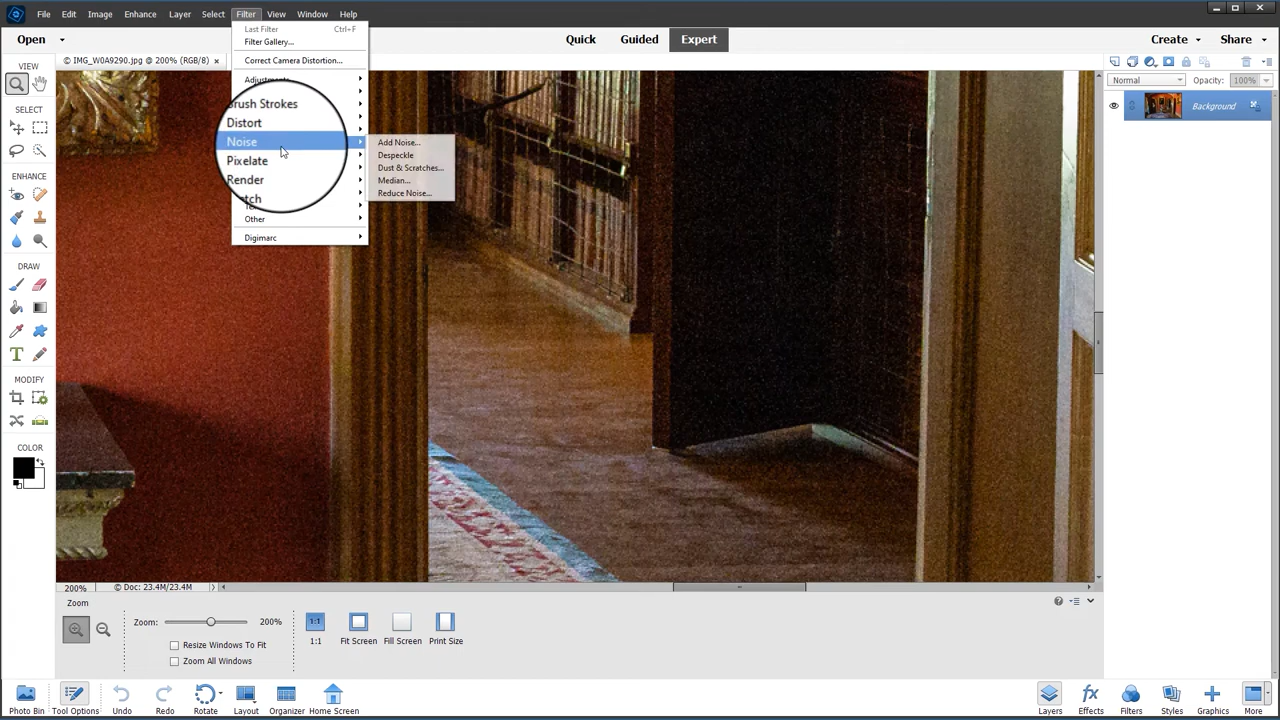 File Edit Image Enhance Layer Select Filter View Window Help
Open
Quick Guided Expert
Create Share
© IMG_W0A9290.jpg @ 200% (RGB/8) ×
Last Filter Ctrl+F
Filter Gallery...
Correct Camera Distortion...
Adjustments
Brush Strokes
Distort
Noise
Pixelate
Render
Other
Digimarc
Add Noise...
Despeckle
Dust & Scratches...
Median...
Reduce Noise...
VIEW
SELECT
ENHANCE
DRAW
MODIFY
COLOR
Normal Opacity: 100%
Background
200% © Doc: 23.4M/23.4M
Zoom
Zoom: 200%
Resize Windows To Fit
Zoom All Windows
1:1
1:1 Fit Screen Fill Screen Print Size
Photo Bin Tool Options Undo Redo Rotate Layout Organizer Home Screen
Layers Effects Filters Styles Graphics More